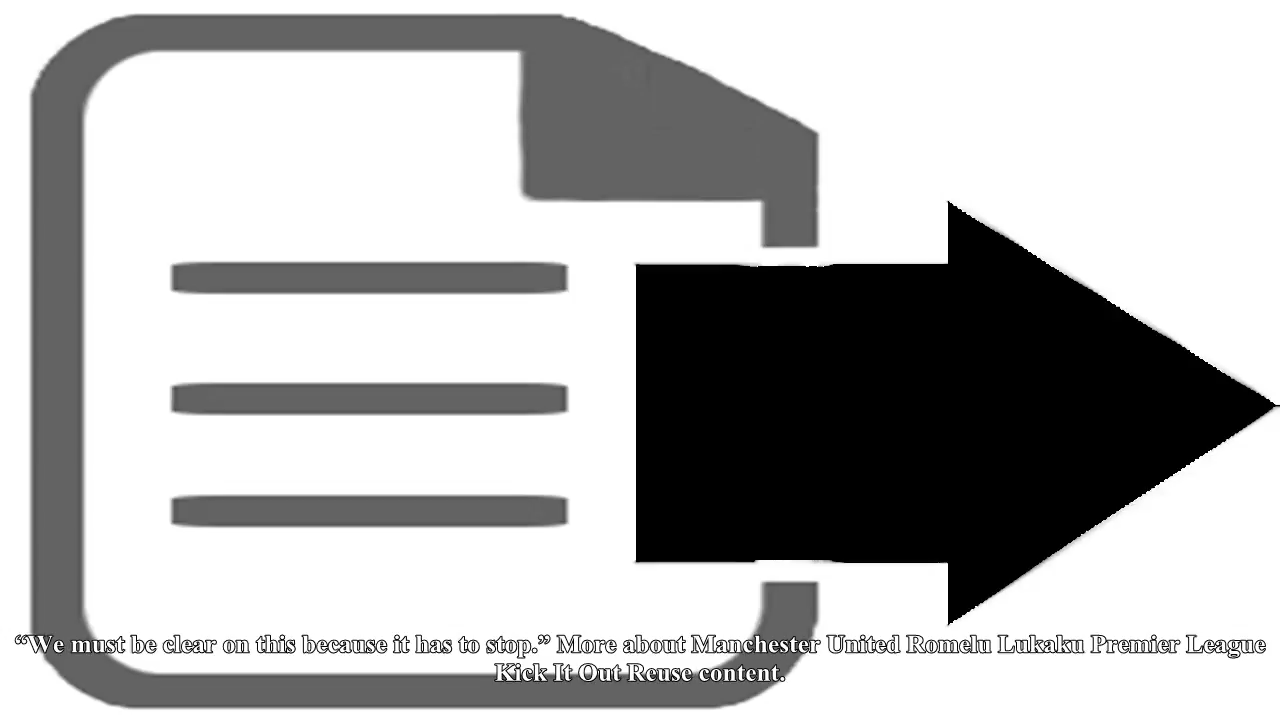 “We must be clear on this because it has to stop.” More about Manchester United Romelu Lukaku Premier League
Kick It Out Reuse content.